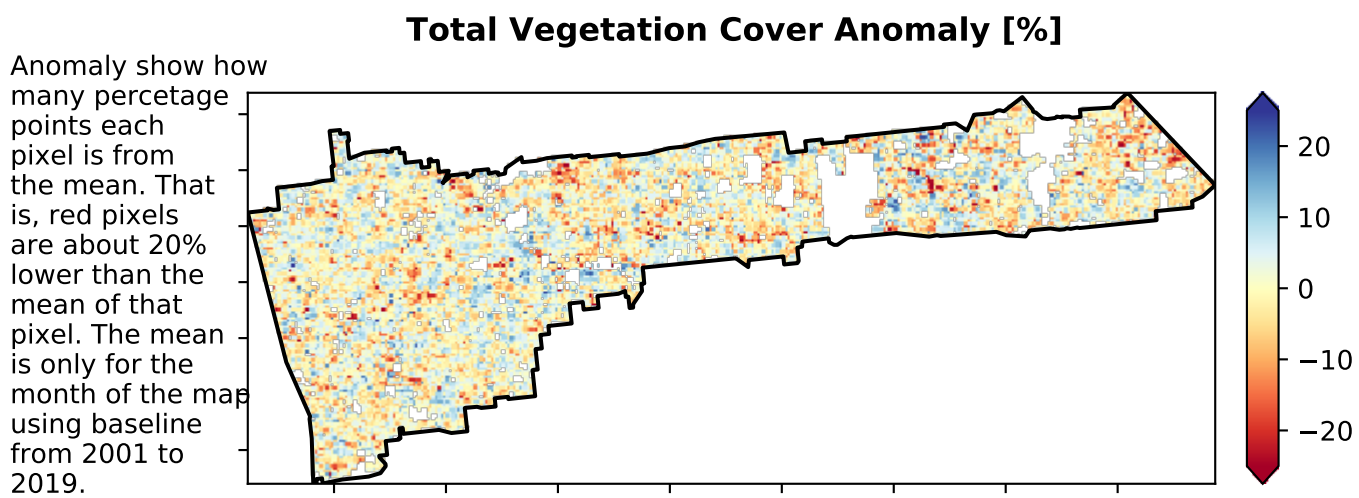 Total Vegetation Cover Anomaly [%]
Anomaly show how
many percetage
points each
pixel is from
the mean. That
is, red pixels
are about 20%
lower than the
mean of that
pixel. The mean
is only for the
month of the map
using baseline
from 2001 to
2019.
20
10
0
−10
−20